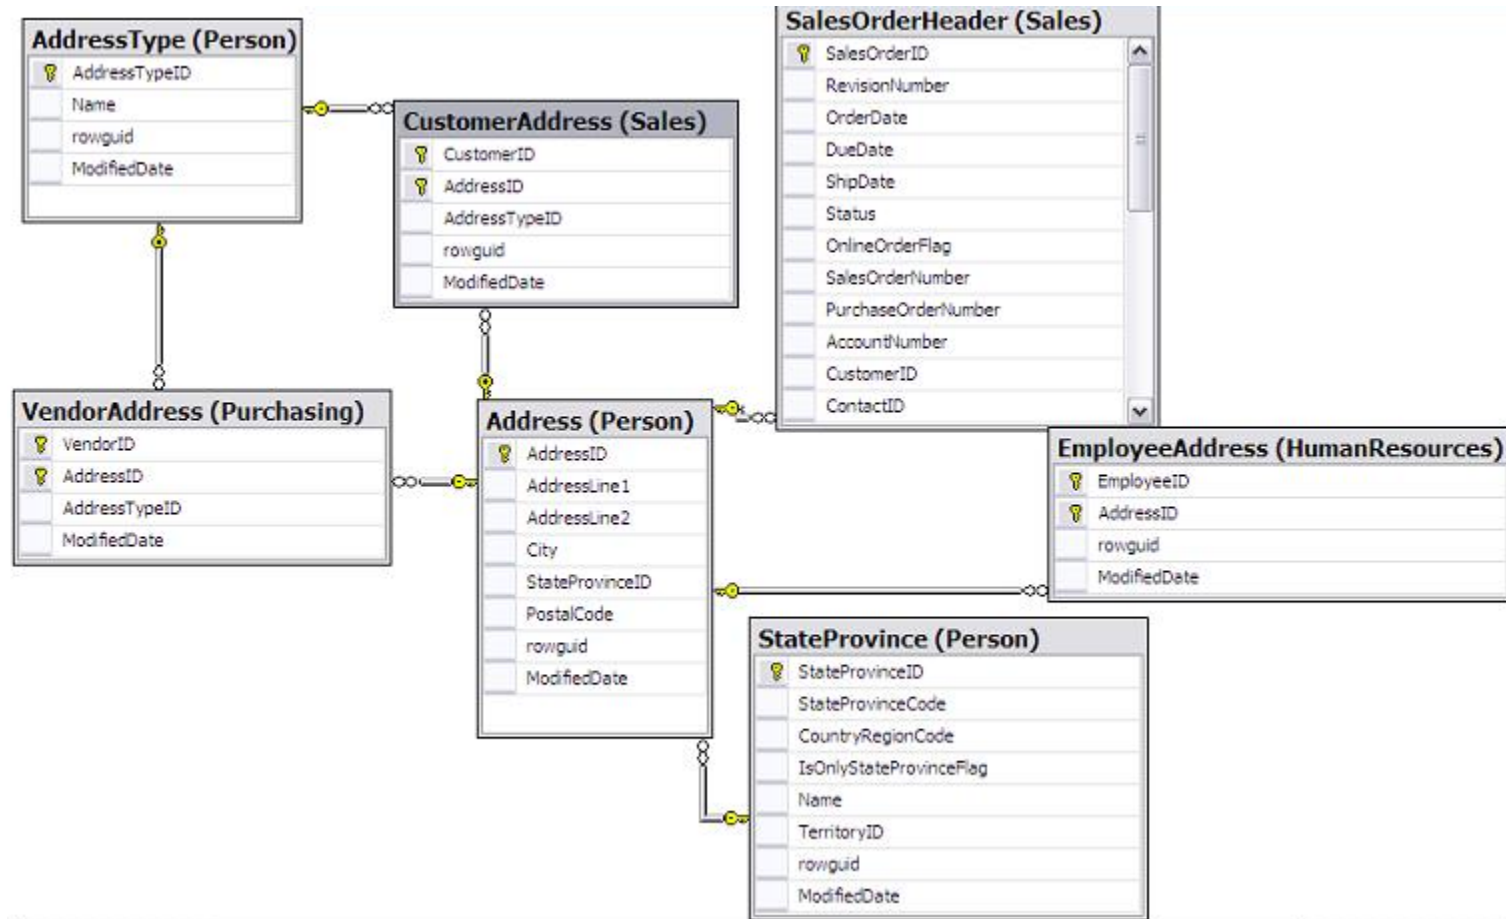 AddressType (Person)
AddressTypeID
Name
rowguid
ModifiedDate
CustomerAddress (Sales)
CustomerID
AddressID
AddressTypeID
rowguid
ModifiedDate
SalesOrderHeader (Sales)
SalesOrderID
RevisionNumber
OrderDate
DueDate
ShipDate
Status
OnlineOrderFlag
SalesOrderNumber
PurchaseOrderNumber
AccountNumber
CustomerID
ContactID
VendorAddress (Purchasing)
VendorID
AddressID
AddressTypeID
ModifiedDate
Address (Person)
AddressID
AddressLine1
AddressLine2
City
StateProvinceID
PostalCode
rowguid
ModifiedDate
EmployeeAddress (HumanResources)
EmployeeID
AddressID
rowguid
ModifiedDate
StateProvince (Person)
StateProvinceID
StateProvinceCode
CountryRegionCode
IsOnlyStateProvinceFlag
Name
TerritoryID
rowguid
ModifiedDate